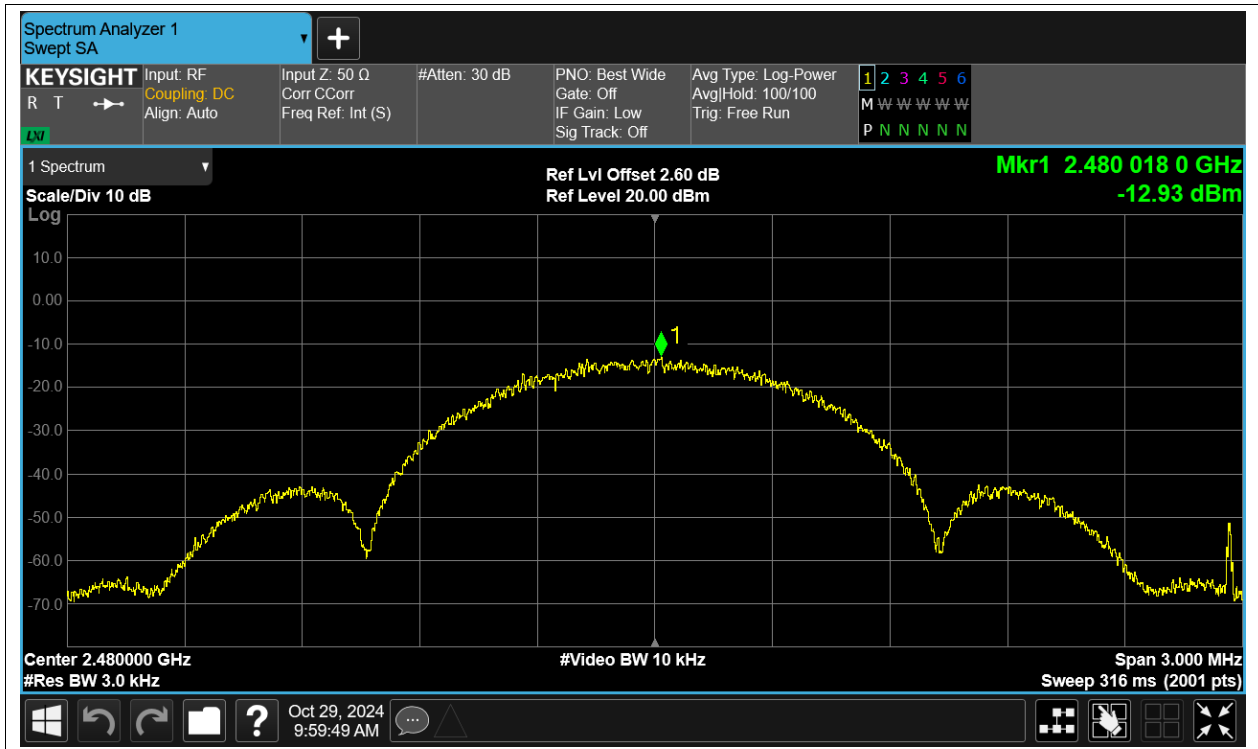 Spectrum Analyzer 1
Swept SA
KEYSIGHT
R T
LXI
Input: RF
Coupling: DC
Align: Auto
Input Z: 50 Ω
Corr CCorr
Freq Ref: Int (S)
#Atten: 30 dB
PNO: Best Wide
Gate: Off
IF Gain: Low
Sig Track: Off
Avg Type: Log-Power
Avg|Hold: 100/100
Trig: Free Run
1 2 3 4 5 6
M W W W W W
P N N N N N
1 Spectrum
Scale/Div 10 dB
Ref Lvl Offset 2.60 dB
Ref Level 20.00 dBm
Mkr1 2.480 018 0 GHz
-12.93 dBm
Log
10.0
0.00
-10.0
-20.0
-30.0
-40.0
-50.0
-60.0
-70.0
1
Center 2.480000 GHz
#Res BW 3.0 kHz
#Video BW 10 kHz
Span 3.000 MHz
Sweep 316 ms (2001 pts)
?
Oct 29, 2024
9:59:49 AM